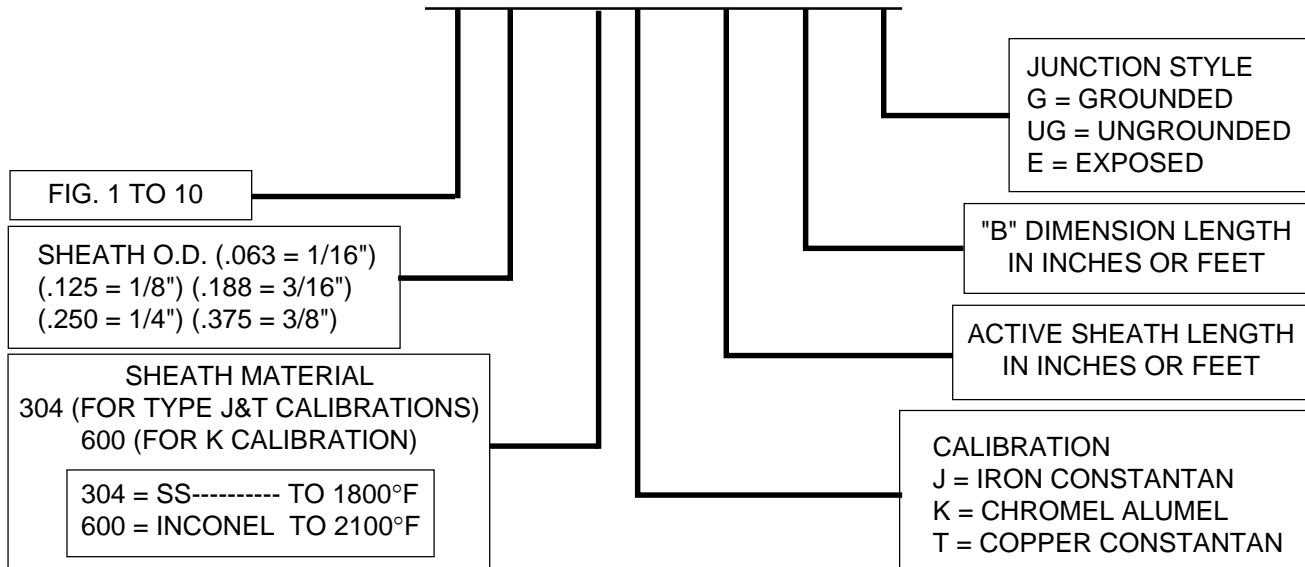 JUNCTION STYLE
G = GROUNDED
UG = UNGROUNDED
E = EXPOSED
FIG. 1 TO 10
"B" DIMENSION LENGTH
IN INCHES OR FEET
SHEATH O.D. (.063 = 1/16")
(.125 = 1/8") (.188 = 3/16")
(.250 = 1/4") (.375 = 3/8")
ACTIVE SHEATH LENGTH
IN INCHES OR FEET
SHEATH MATERIAL
304 (FOR TYPE J&T CALIBRATIONS)
600 (FOR K CALIBRATION)
304 = SS---------- TO 1800°F
600 = INCONEL TO 2100°F
CALIBRATION
J = IRON CONSTANTAN
K = CHROMEL ALUMEL
T = COPPER CONSTANTAN